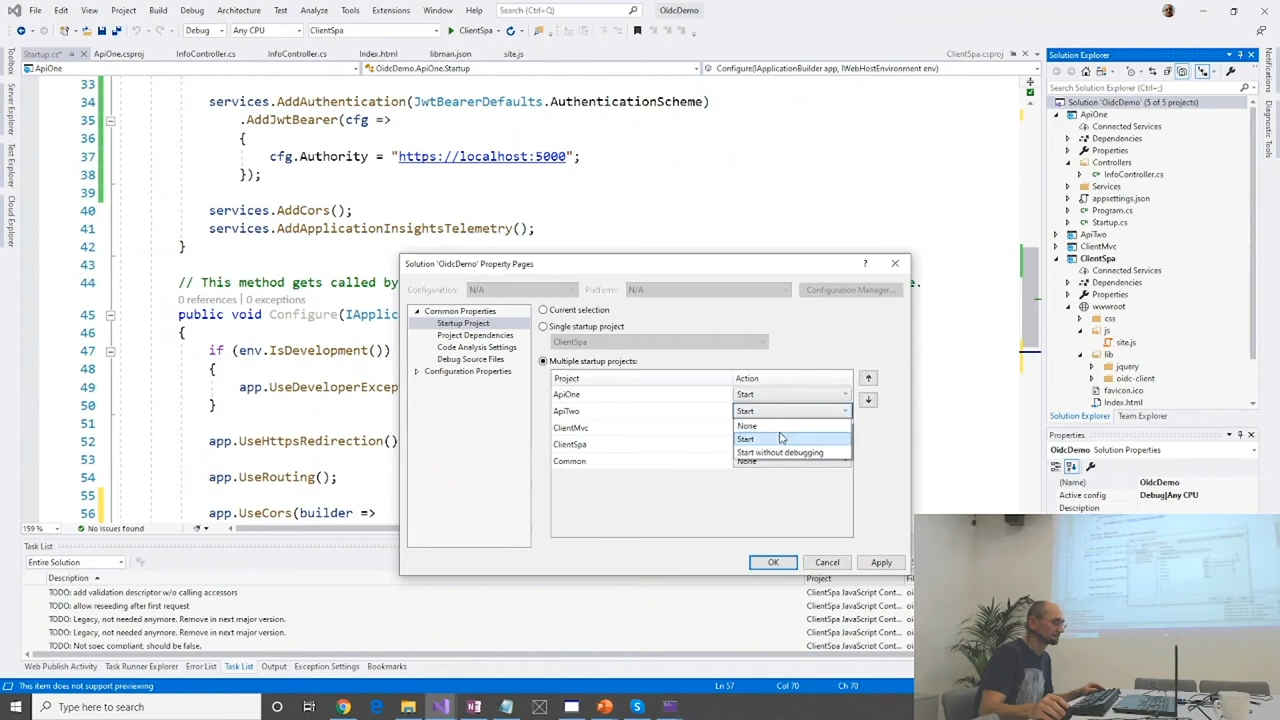 File Edit View Project Build Debug Architecture Test Analyze Tools Extensions Window Help Search (Ctrl+Q) OidcDemo
Debug Any CPU ClientSpa ClientSpa
Startup.cs* ApiOne.csproj InfoController.cs InfoController.cs Index.html libman.json site.js ClientSpa.csproj
ApiOne OidcDemo.ApiOne.Startup Configure(IApplicationBuilder app, IWebHostEnvironment env)
Toolbox
Server Explorer
Test Explorer
Cloud Explorer
33
34 services.AddAuthentication(JwtBearerDefaults.AuthenticationScheme)
35 .AddJwtBearer(cfg =>
36 {
37 cfg.Authority = "https://localhost:5000";
38 });
39
40 services.AddCors();
41 services.AddApplicationInsightsTelemetry();
42 }
43
44 // This method gets called by
0 references | 0 exceptions
45 public void Configure(IApplic
46 {
47 if (env.IsDevelopment())
48 {
49 app.UseDeveloperExcep
50 }
51
52 app.UseHttpsRedirection()
53
54 app.UseRouting();
55
56 app.UseCors(builder =>
159 % No issues found
Solution 'OidcDemo' Property Pages
? 
Configuration: N/A Platform: N/A Configuration Manager...
Common Properties
Startup Project
Project Dependencies
Code Analysis Settings
Debug Source Files
Configuration Properties
Current selection
Single startup project
ClientSpa
Multiple startup projects:
Project Action
ApiOne Start
ApiTwo Start
ClientMvc
ClientSpa
Common None
None
Start
Start without debugging
OK Cancel Apply
Solution Explorer
Search Solution Explorer (Ctrl+;)
Solution 'OidcDemo' (5 of 5 projects)
ApiOne
Connected Services
Dependencies
Properties
Controllers
InfoController.cs
Services
appsettings.json
Program.cs
Startup.cs
ApiTwo
ClientMvc
ClientSpa
Connected Services
Dependencies
Properties
wwwroot
css
js
site.js
lib
jquery
oidc-client
favicon.ico
Index.html
Solution Explorer Team Explorer
Notifications
Diagnostic Tools
Properties
OidcDemo Solution Properties
(Name) OidcDemo
Active config Debug|Any CPU
Description
Task List
Entire Solution
Description Project
TODO: add validation descriptor w/o calling accessors ClientSpa JavaScript Cont...
TODO: allow reseeding after first request ClientSpa JavaScript Cont...
TODO: Legacy, not needed anymore. Remove in next major version. ClientSpa JavaScript Cont...
TODO: Legacy, not needed anymore. Remove in next major version. ClientSpa JavaScript Cont...
TODO: Not spec compliant, should be false. ClientSpa JavaScript Cont...
Web Publish Activity Task Runner Explorer Error List Task List Output Exception Settings Bookmarks
This item does not support previewing Ln 57 Col 70 Ch 70
Type here to search